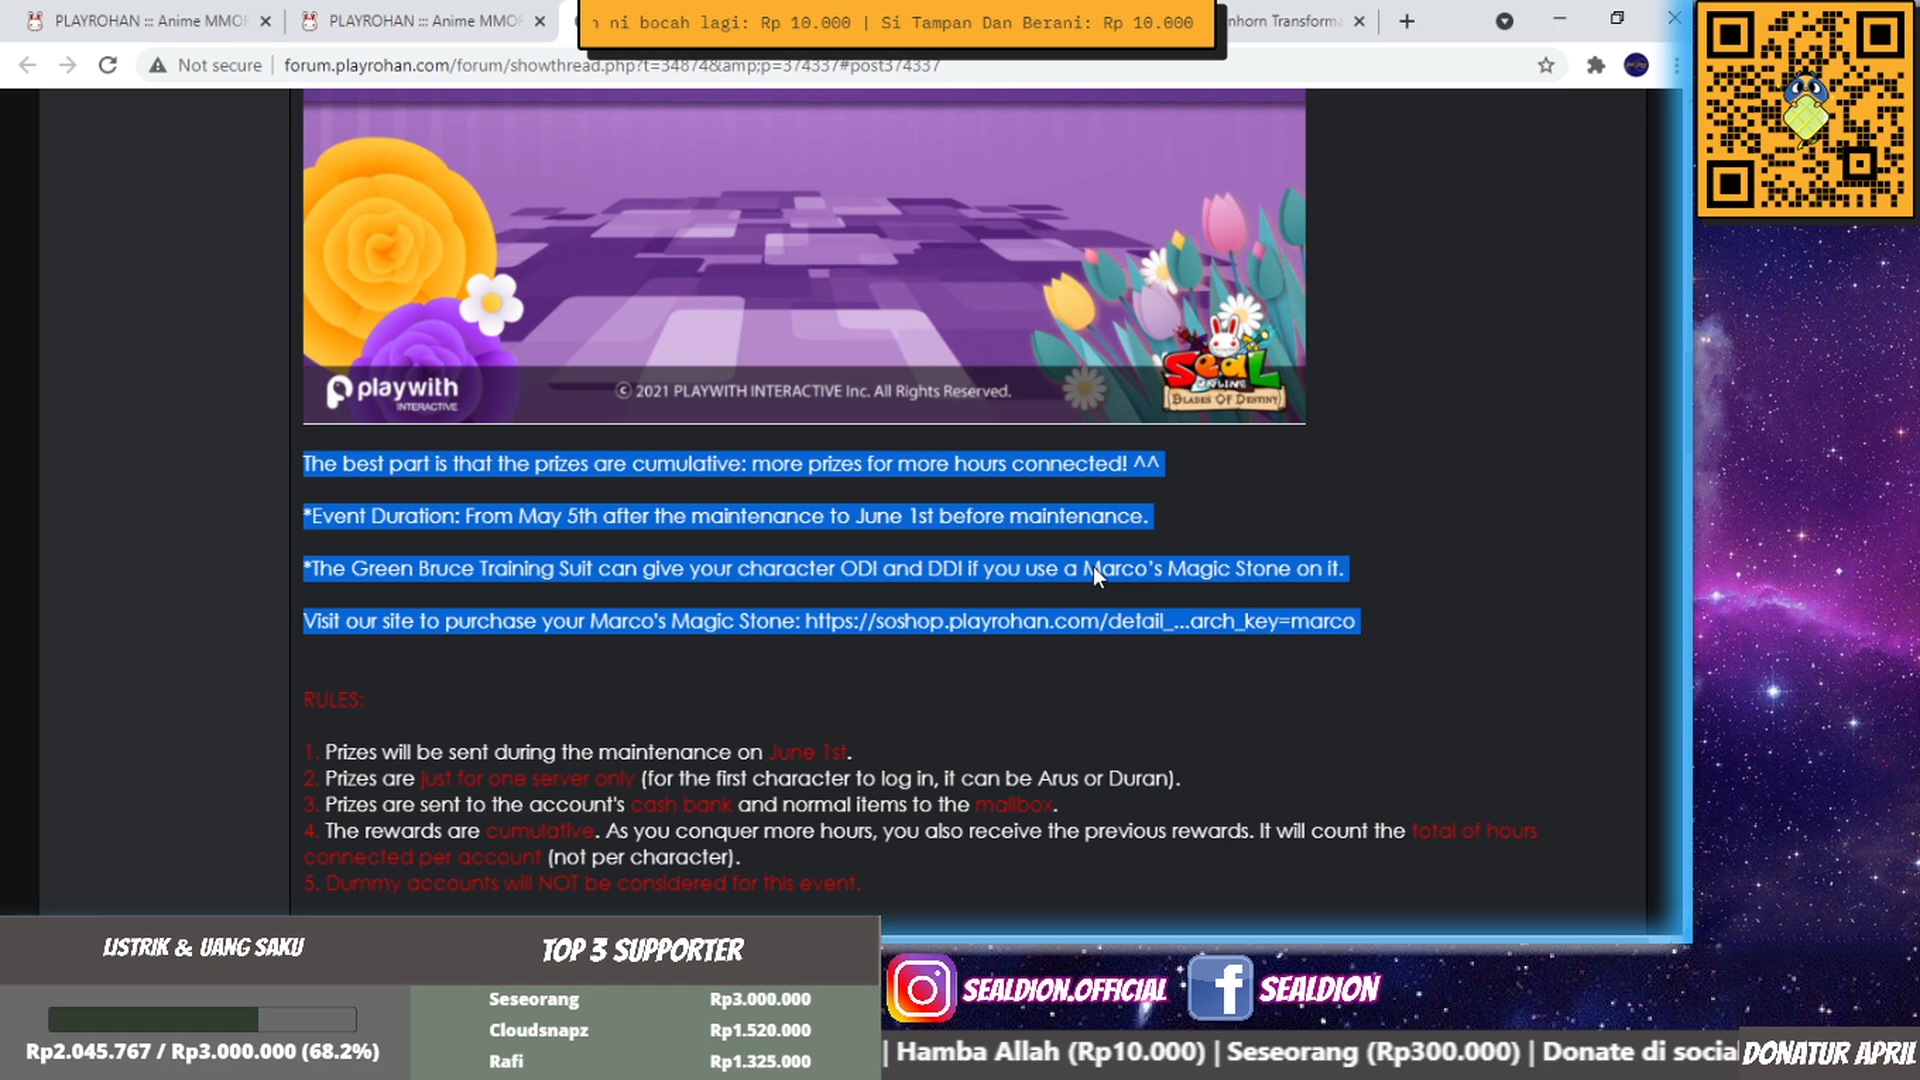 PLAYROHAN ::: Anime MMOR
PLAYROHAN ::: Anime MMOR
ni bocah lagi: Rp 10.000 | Si Tampan Dan Berani: Rp 10.000
nhorn Transforma
Not secure
forum.playrohan.com/forum/showthread.php?t=34874&amp;p=374337#post374337
playwith
INTERACTIVE
© 2021 PLAYWITH INTERACTIVE Inc. All Rights Reserved.
SEAL
ONLINE
BLADES OF DESTINY
The best part is that the prizes are cumulative: more prizes for more hours connected! ^^
*Event Duration: From May 5th after the maintenance to June 1st before maintenance.
*The Green Bruce Training Suit can give your character ODI and DDI if you use a Marco's Magic Stone on it.
Visit our site to purchase your Marco's Magic Stone: https://soshop.playrohan.com/detail_...arch_key=marco
RULES:
1. Prizes will be sent during the maintenance on June 1st.
2. Prizes are just for one server only (for the first character to log in, it can be Arus or Duran).
3. Prizes are sent to the account's cash bank and normal items to the mailbox.
4. The rewards are cumulative. As you conquer more hours, you also receive the previous rewards. It will count the total of hours
connected per account (not per character).
5. Dummy accounts will NOT be considered for this event.
LISTRIK & UANG SAKU
Rp2.045.767 / Rp3.000.000 (68.2%)
TOP 3 SUPPORTER
Seseorang Rp3.000.000
Cloudsnapz Rp1.520.000
Rafi Rp1.325.000
SEALDION.OFFICIAL
SEALDION
| Hamba Allah (Rp10.000) | Seseorang (Rp300.000) | Donate di socia
DONATUR APRIL